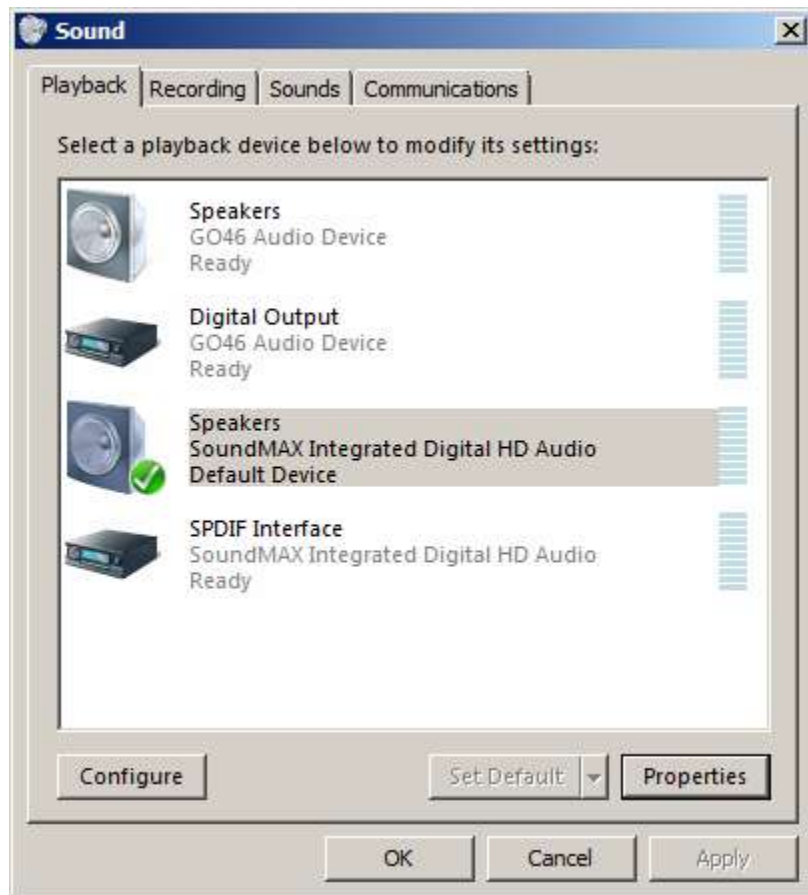 Sound
Playback Recording Sounds Communications
Select a playback device below to modify its settings:
Speakers
GO46 Audio Device
Ready
Digital Output
GO46 Audio Device
Ready
Speakers
SoundMAX Integrated Digital HD Audio
Default Device
SPDIF Interface
SoundMAX Integrated Digital HD Audio
Ready
Configure Set Default Properties
OK Cancel Apply